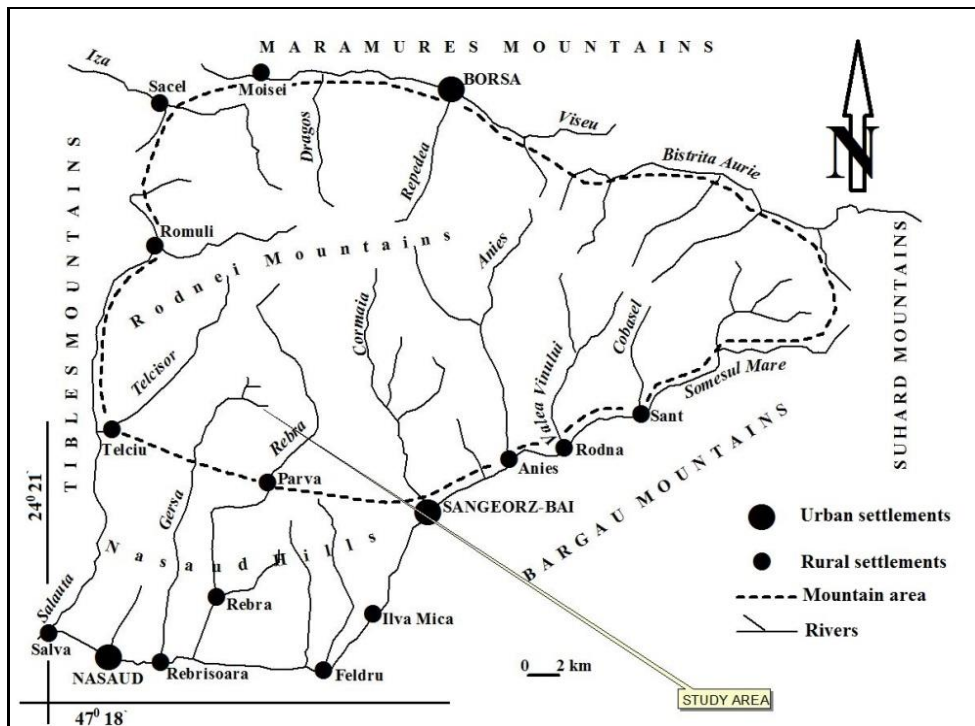 MARAMURES MOUNTAINS
Iza
Sacel
Moisei
BORSA
Dragos
Repedea
Viseu
Bistrita Aurie
N
TIBLES MOUNTAINS
Romuli
Rodnei Mountains
Anies
Cormaia
SUHARD MOUNTAINS
Telcisor
Valea Vinului
Cobasel
Somesul Mare
Sant
Telciu
Rebra
Rodna
Anies
Parva
24⁰ 21'
Gersa
SANGEORZ-BAI
BARGAU MOUNTAINS
Urban settlements
Nasaud Hills
Rural settlements
Rebra
Mountain area
Salauta
Ilva Mica
Rivers
Salva
NASAUD
Rebrisoara
Feldru
0 2 km
STUDY AREA
47⁰ 18'